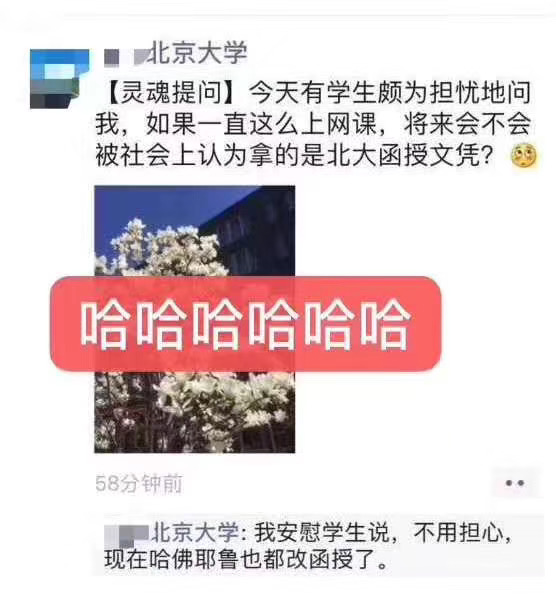 北京大学
【灵魂提问】今天有学生颇为担忧地问
我，如果一直这么上网课，将来会不会
被社会上认为拿的是北大函授文凭？
哈哈哈哈哈哈
58分钟前
北京大学: 我安慰学生说，不用担心，
现在哈佛耶鲁也都改函授了。